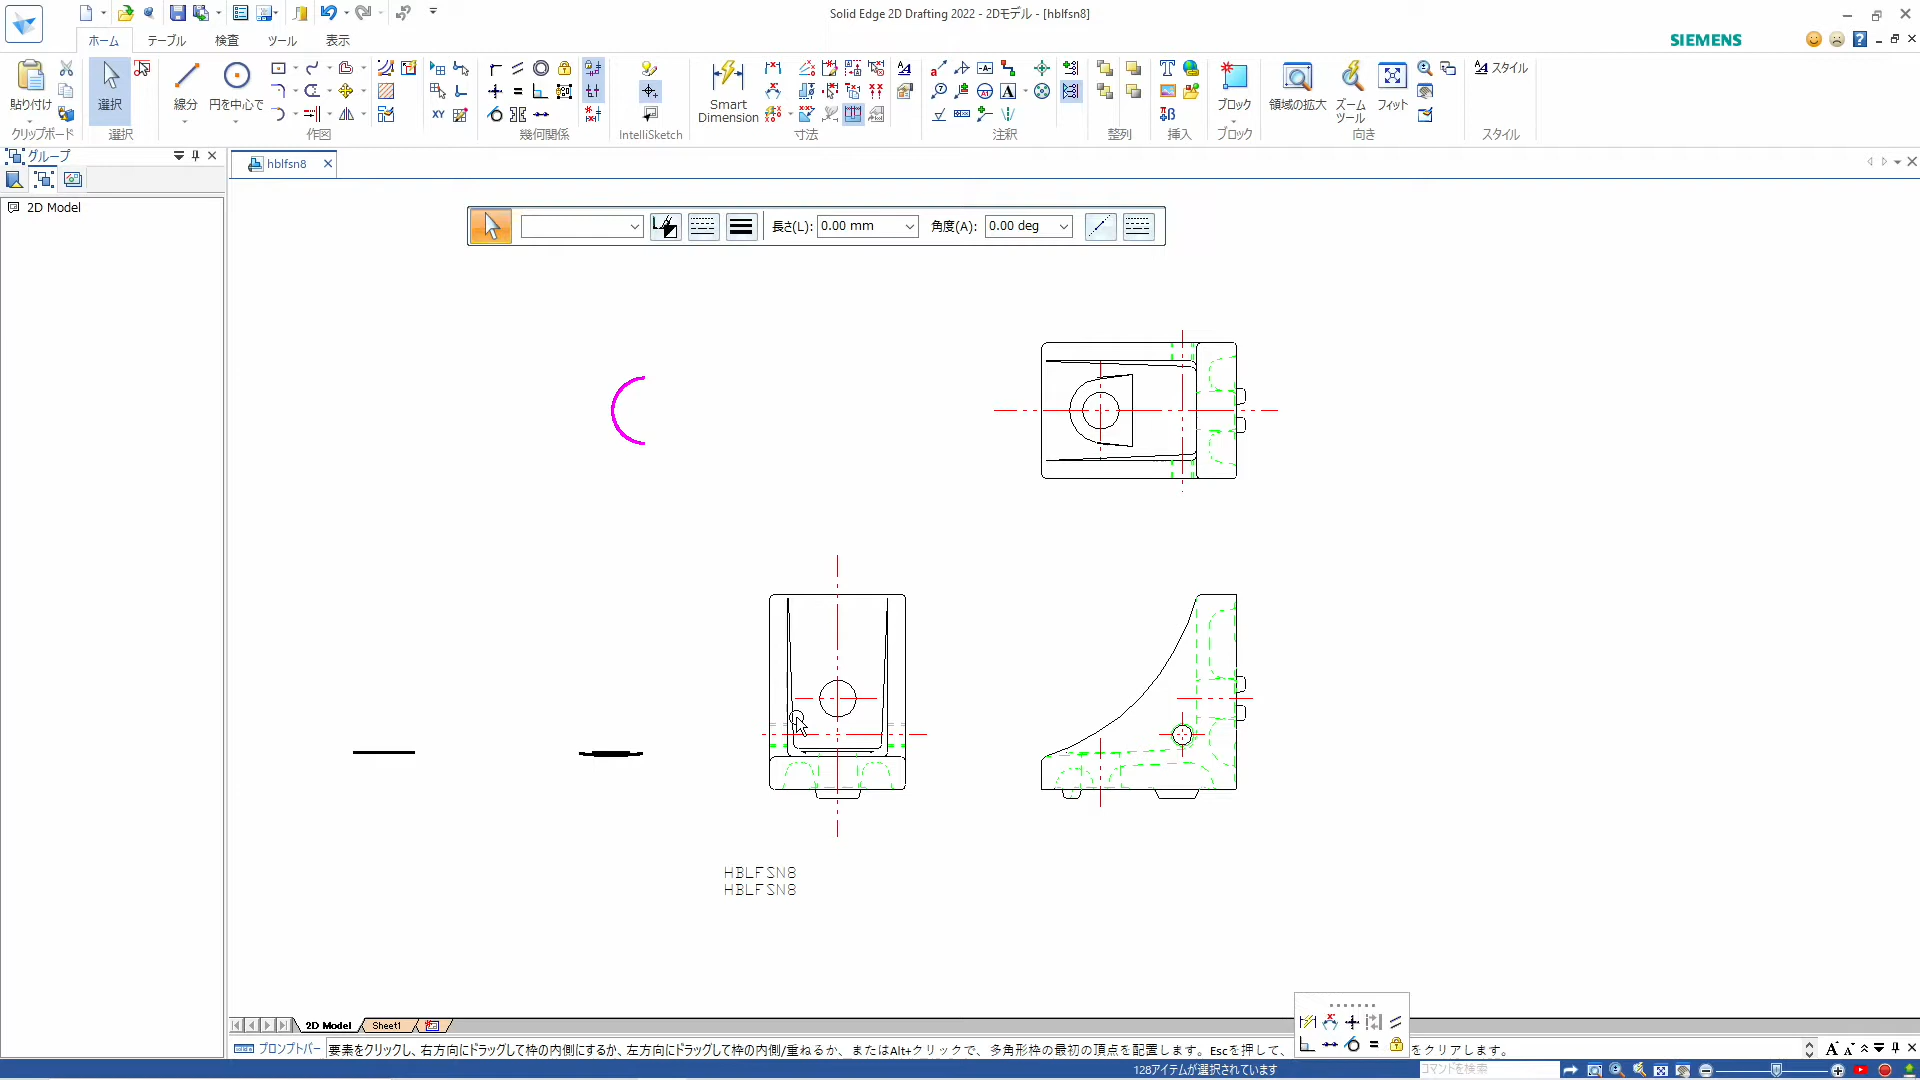 Solid Edge 2D Drafting 2022 - 2Dモデル - [hblfsn8]
ホーム
テーブル
検査
ツール
表示
SIEMENS
貼り付け
選択
線分
円を中心で
Smart Dimension
ブロック
領域の拡大
ズーム ツール
フィット
スタイル
クリップボード
選択
作図
幾何関係
IntelliSketch
寸法
注釈
整列
挿入
ブロック
向き
スタイル
グループ
hblfsn8
2D Model
長さ(L):
0.00 mm
角度(A):
0.00 deg
HBLFSN8
HBLFSN8
2D Model
Sheet1
プロンプトバー
要素をクリックし、右方向にドラッグして枠の内側にするか、左方向にドラッグして枠の内側/重ねるか、またはAlt+クリックで、多角形枠の最初の頂点を配置します。Escを押して、
をクリアします。
128アイテムが選択されています
コマンドを検索